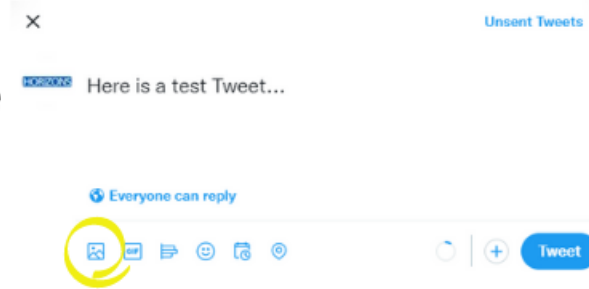 Unsent Tweets
HORIZONS Here is a test Tweet...
Everyone can reply
GIF Tweet